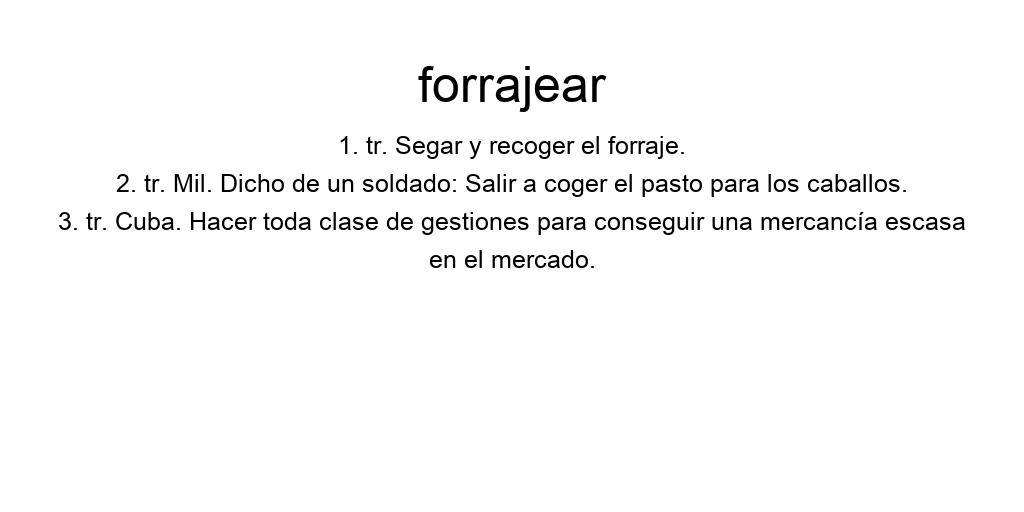 forrajear
1. tr. Segar y recoger el forraje.
2. tr. Mil. Dicho de un soldado: Salir a coger el pasto para los caballos.
3. tr. Cuba. Hacer toda clase de gestiones para conseguir una mercancía escasa
en el mercado.